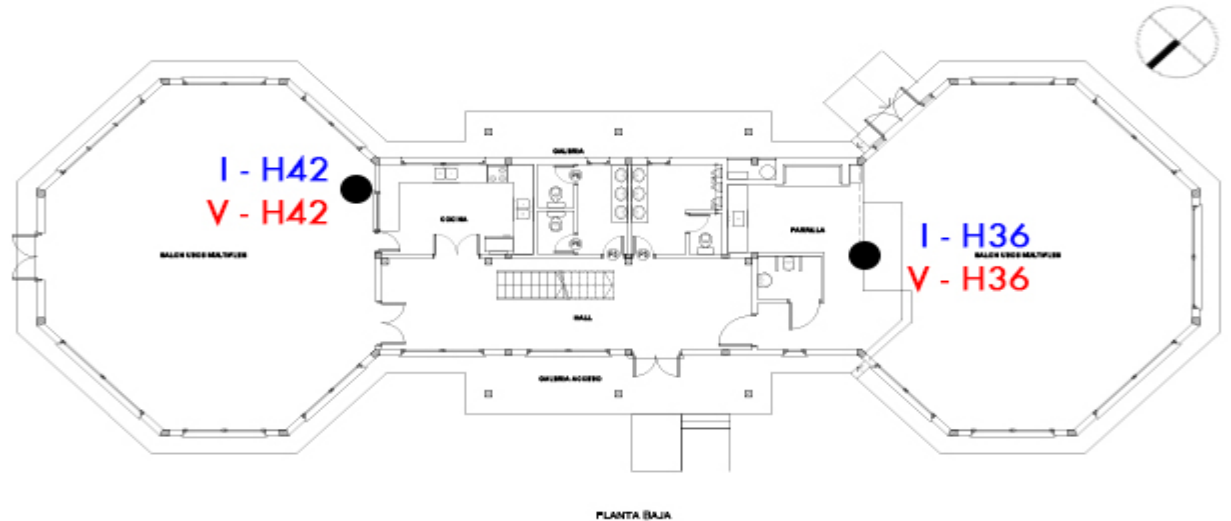 GALERIA
I - H42
V - H42
COCINA
PARRILLA
I - H36
V - H36
SALON USOS MULTIPLES
SALON USOS MULTIPLES
HALL
GALERIA ACCESO
PLANTA BAJA